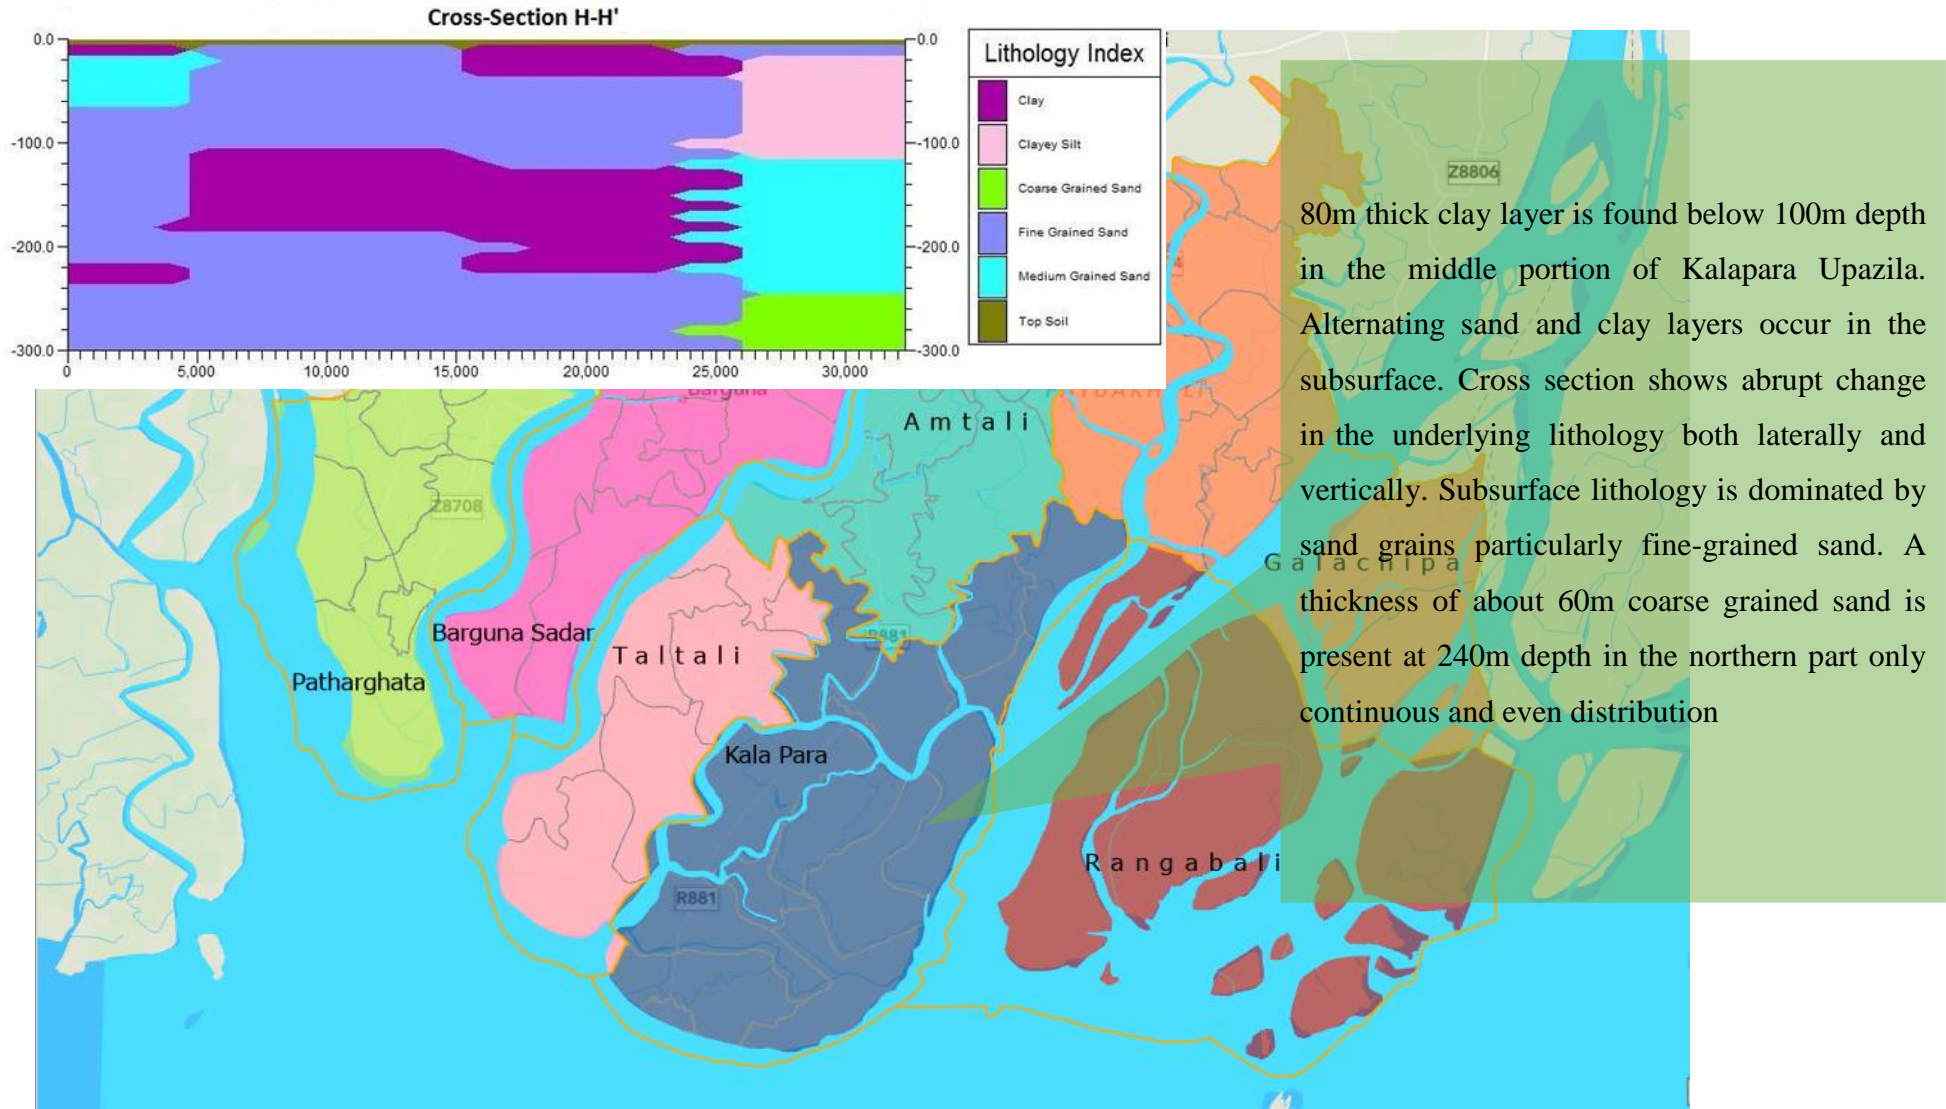 Cross-Section H-H'
0.0
-100.0
-200.0
-300.0
0.0
-100.0
-200.0
-300.0
0 5,000 10,000 15,000 20,000 25,000 30,000
Lithology Index
Clay
Clayey Silt
Coarse Grained Sand
Fine Grained Sand
Medium Grained Sand
Top Soil
80m thick clay layer is found below 100m depth
in the middle portion of Kalapara Upazila.
Alternating sand and clay layers occur in the
subsurface. Cross section shows abrupt change
in the underlying lithology both laterally and
vertically. Subsurface lithology is dominated by
sand grains particularly fine-grained sand. A
thickness of about 60m coarse grained sand is
present at 240m depth in the northern part only
continuous and even distribution
Z8806
Barguna
Amtali
Z8708
Galachipa
Barguna Sadar
R881
Taltali
Patharghata
Kala Para
Rangabali
R881